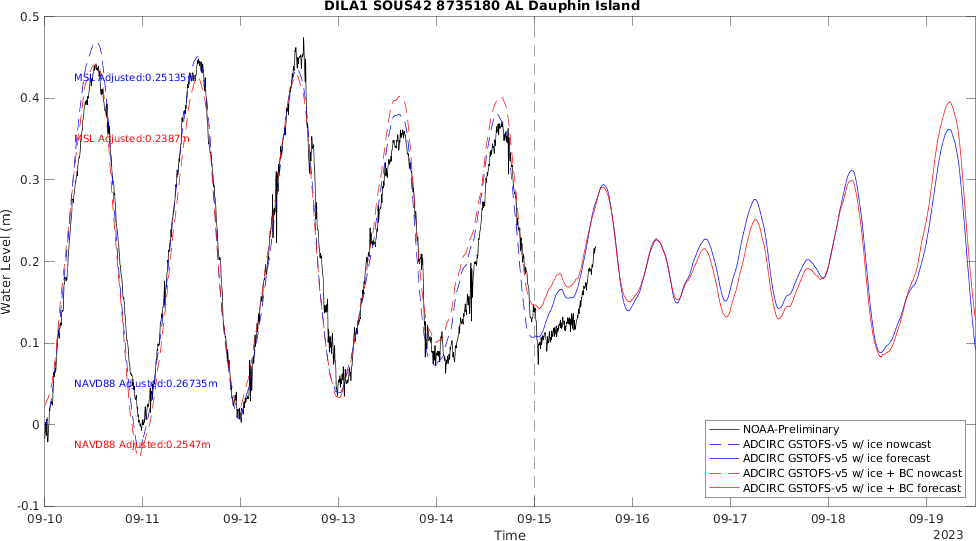 DILA1 SOUS42 8735180 AL Dauphin Island
0.5
0.4
0.3
0.2
0.1
0
-0.1
Water Level (m)
MSL Adjusted:0.25135m
MSL Adjusted:0.2387m
NAVD88 Adjusted:0.26735m
NAVD88 Adjusted:0.2547m
NOAA-Preliminary
ADCIRC GSTOFS-v5 w/ ice nowcast
ADCIRC GSTOFS-v5 w/ ice forecast
ADCIRC GSTOFS-v5 w/ ice + BC nowcast
ADCIRC GSTOFS-v5 w/ ice + BC forecast
09-10 09-11 09-12 09-13 09-14 09-15 09-16 09-17 09-18 09-19
Time
2023